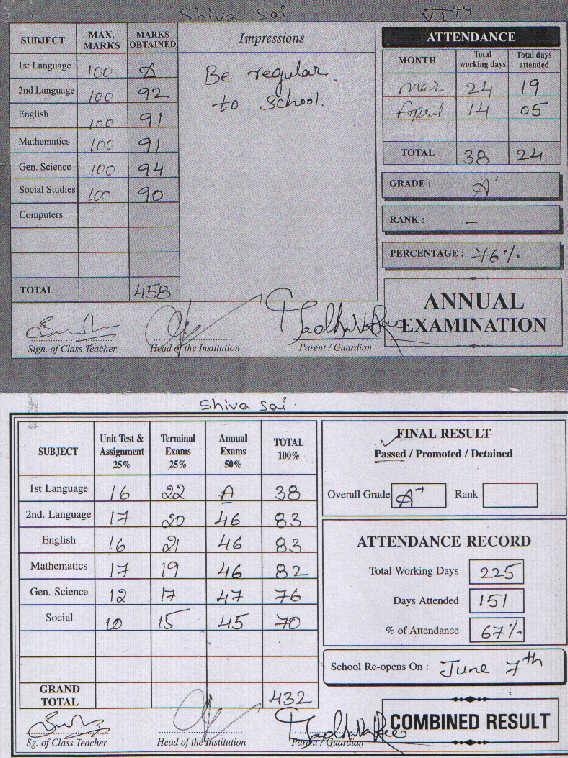 Shiva Sai VIth
SUBJECT MAX. MARKS MARKS OBTAINED Impressions
1st Language 100 A
2nd Language 100 92
English 100 91
Mathematics 100 91
Gen. Science 100 94
Social Studies 100 90
Computers
TOTAL 458
Be regular
to school.
ATTENDANCE
MONTH Total working days Total days attended
mar 24 19
14 05
TOTAL 38 24
GRADE : A+
RANK : –
PERCENTAGE : 76%
ANNUAL
EXAMINATION
Sign. of Class Teacher Head of the Institution Parent / Guardian
Shiva Sai.
SUBJECT Unit Test & Assignment 25% Terminal Exams 25% Annual Exams 50% TOTAL 100%
1st Language 16 22 A 38
2nd. Language 17 20 46 83
English 16 21 46 83
Mathematics 17 19 46 82
Gen. Science 12 17 47 76
Social 10 15 45 70
GRAND TOTAL 432
Sg. of Class Teacher Head of the Institution Parent / Guardian
FINAL RESULT
Passed / Promoted / Detained
Overall Grade A+ Rank
ATTENDANCE RECORD
Total Working Days 225
Days Attended 151
% of Attendance 67%
School Re-opens On : June 7th
COMBINED RESULT